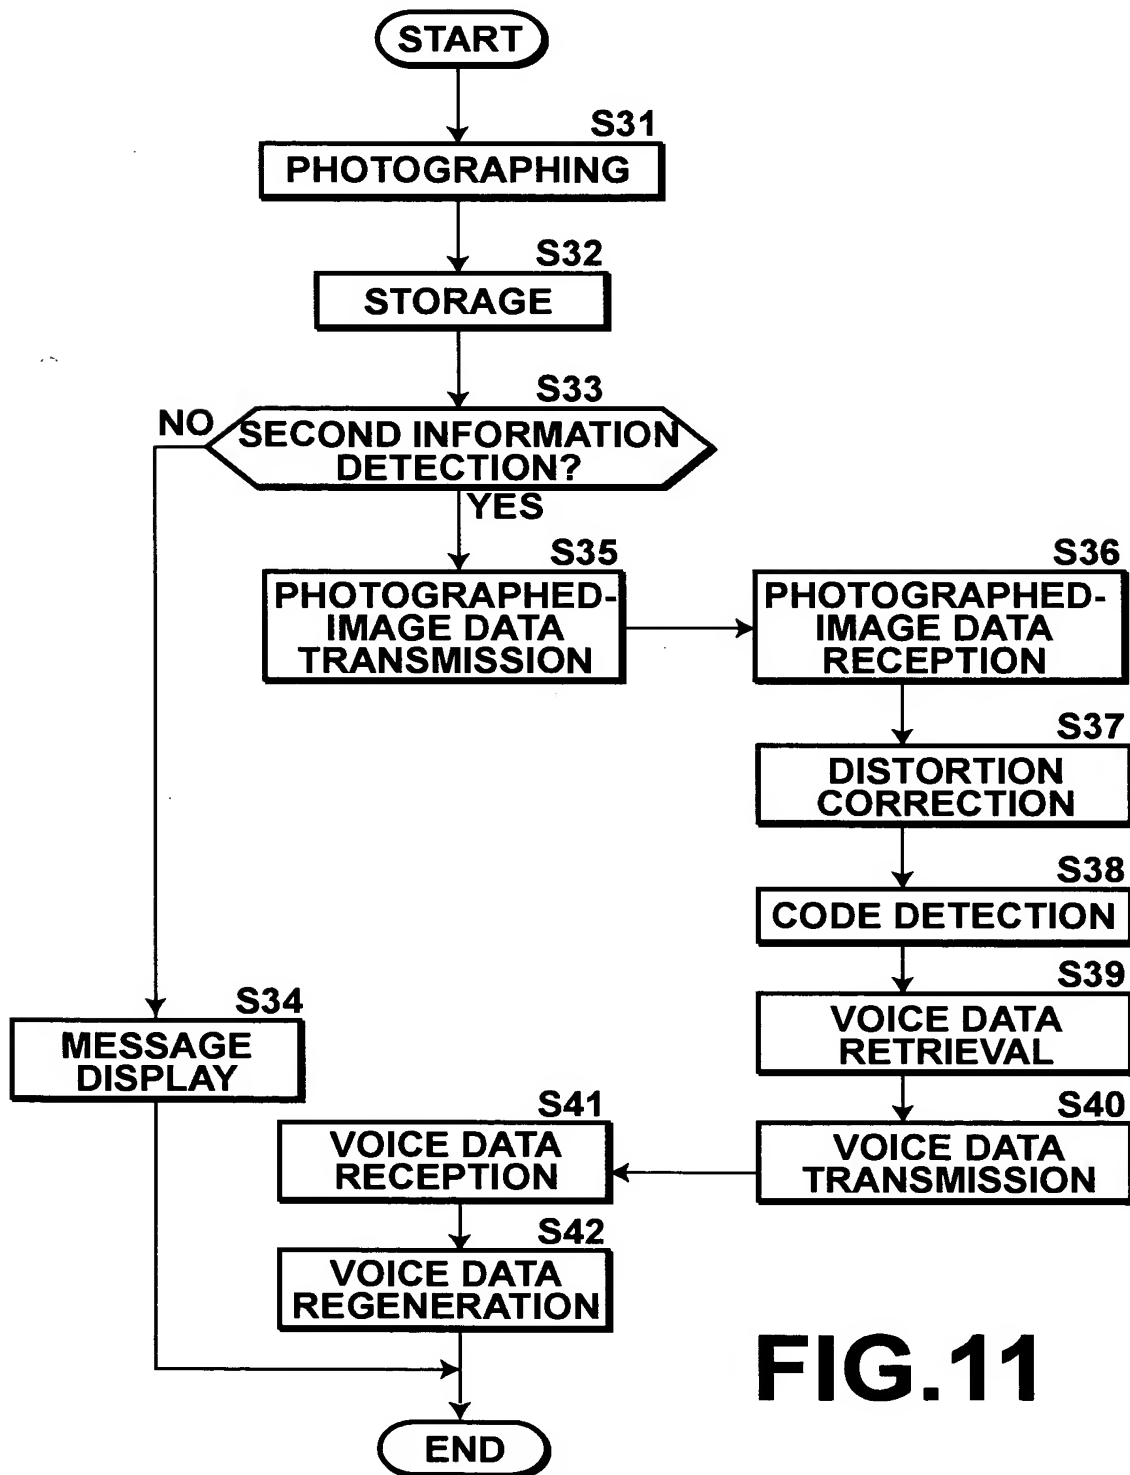 START
S31
PHOTOGRAPHING
S32
STORAGE
S33
NO
SECOND INFORMATION
DETECTION?
YES
S35
PHOTOGRAPHED-
IMAGE DATA
TRANSMISSION
S36
PHOTOGRAPHED-
IMAGE DATA
RECEPTION
S37
DISTORTION
CORRECTION
S38
CODE DETECTION
S39
VOICE DATA
RETRIEVAL
S34
MESSAGE
DISPLAY
S40
VOICE DATA
TRANSMISSION
S41
VOICE DATA
RECEPTION
S42
VOICE DATA
REGENERATION
END
FIG.11